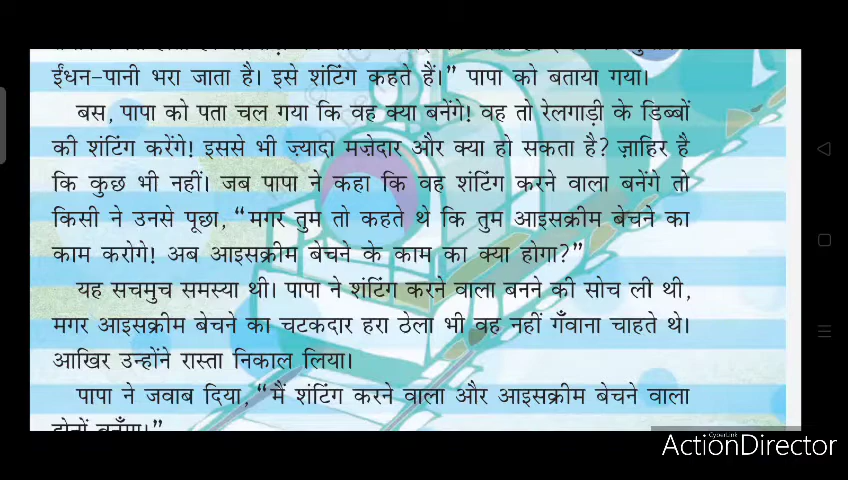 ईंधन-पानी भरा जाता है। इसे शंटिंग कहते हैं।” पापा को बताया गया।
बस, पापा को पता चल गया कि वह क्या बनेंगे! वह तो रेलगाड़ी के डिब्बों
की शंटिंग करेंगे! इससे भी ज़्यादा मज़ेदार और क्या हो सकता है? ज़ाहिर है
कि कुछ भी नहीं। जब पापा ने कहा कि वह शंटिंग करने वाला बनेंगे तो
किसी ने उनसे पूछा, “मगर तुम तो कहते थे कि तुम आइसक्रीम बेचने का
काम करोगे! अब आइसक्रीम बेचने के काम का क्या होगा?”
यह सचमुच समस्या थी। पापा ने शंटिंग करने वाला बनने की सोच ली थी,
मगर आइसक्रीम बेचने का चटकदार हरा ठेला भी वह नहीं गँवाना चाहते थे।
आखिर उन्होंने रास्ता निकाल लिया।
पापा ने जवाब दिया, “मैं शंटिंग करने वाला और आइसक्रीम बेचने वाला
दोनों बनूँगा।”
CyberLink
ActionDirector